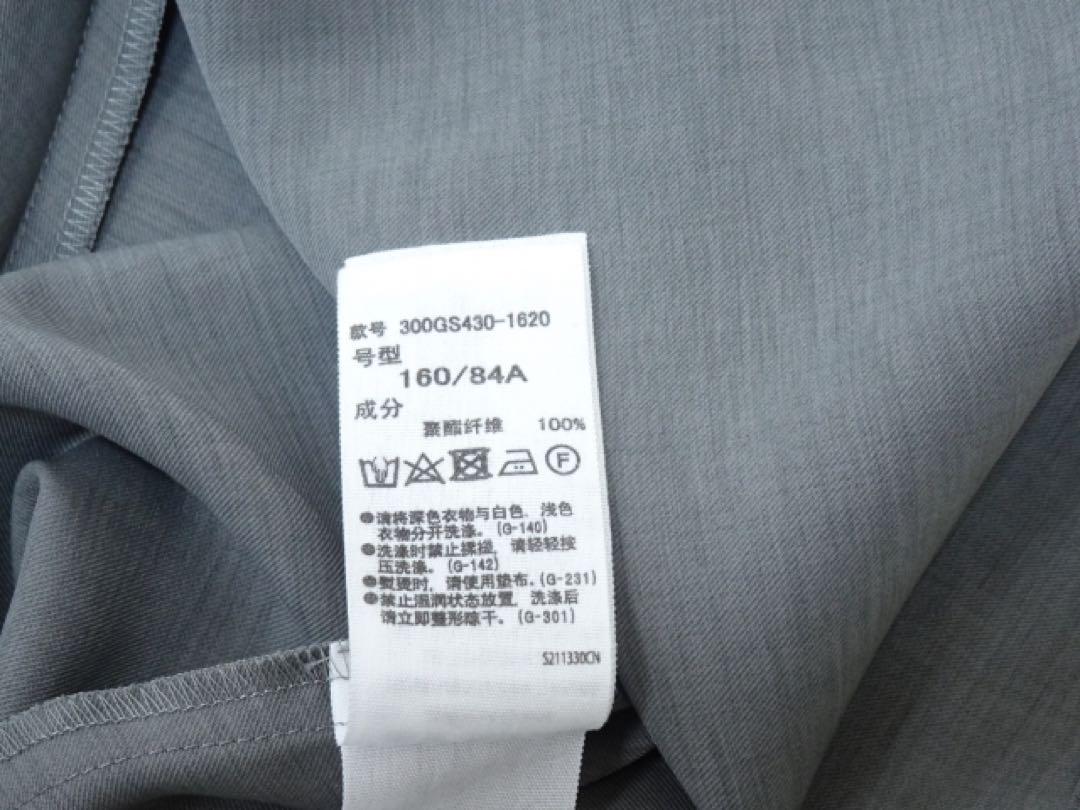 款号 300GS430-1620
号型
160/84A
成分
聚酯纤维 100%
F
●请将深色衣物与白色、浅色
衣物分开洗涤。(G-140)
●洗涤时禁止揉搓，请轻轻按
压洗涤。(G-142)
●熨烫时，请使用垫布。(G-231)
●禁止湿润状态放置，洗涤后
请立即整形晾干。(G-301)
S211330CN